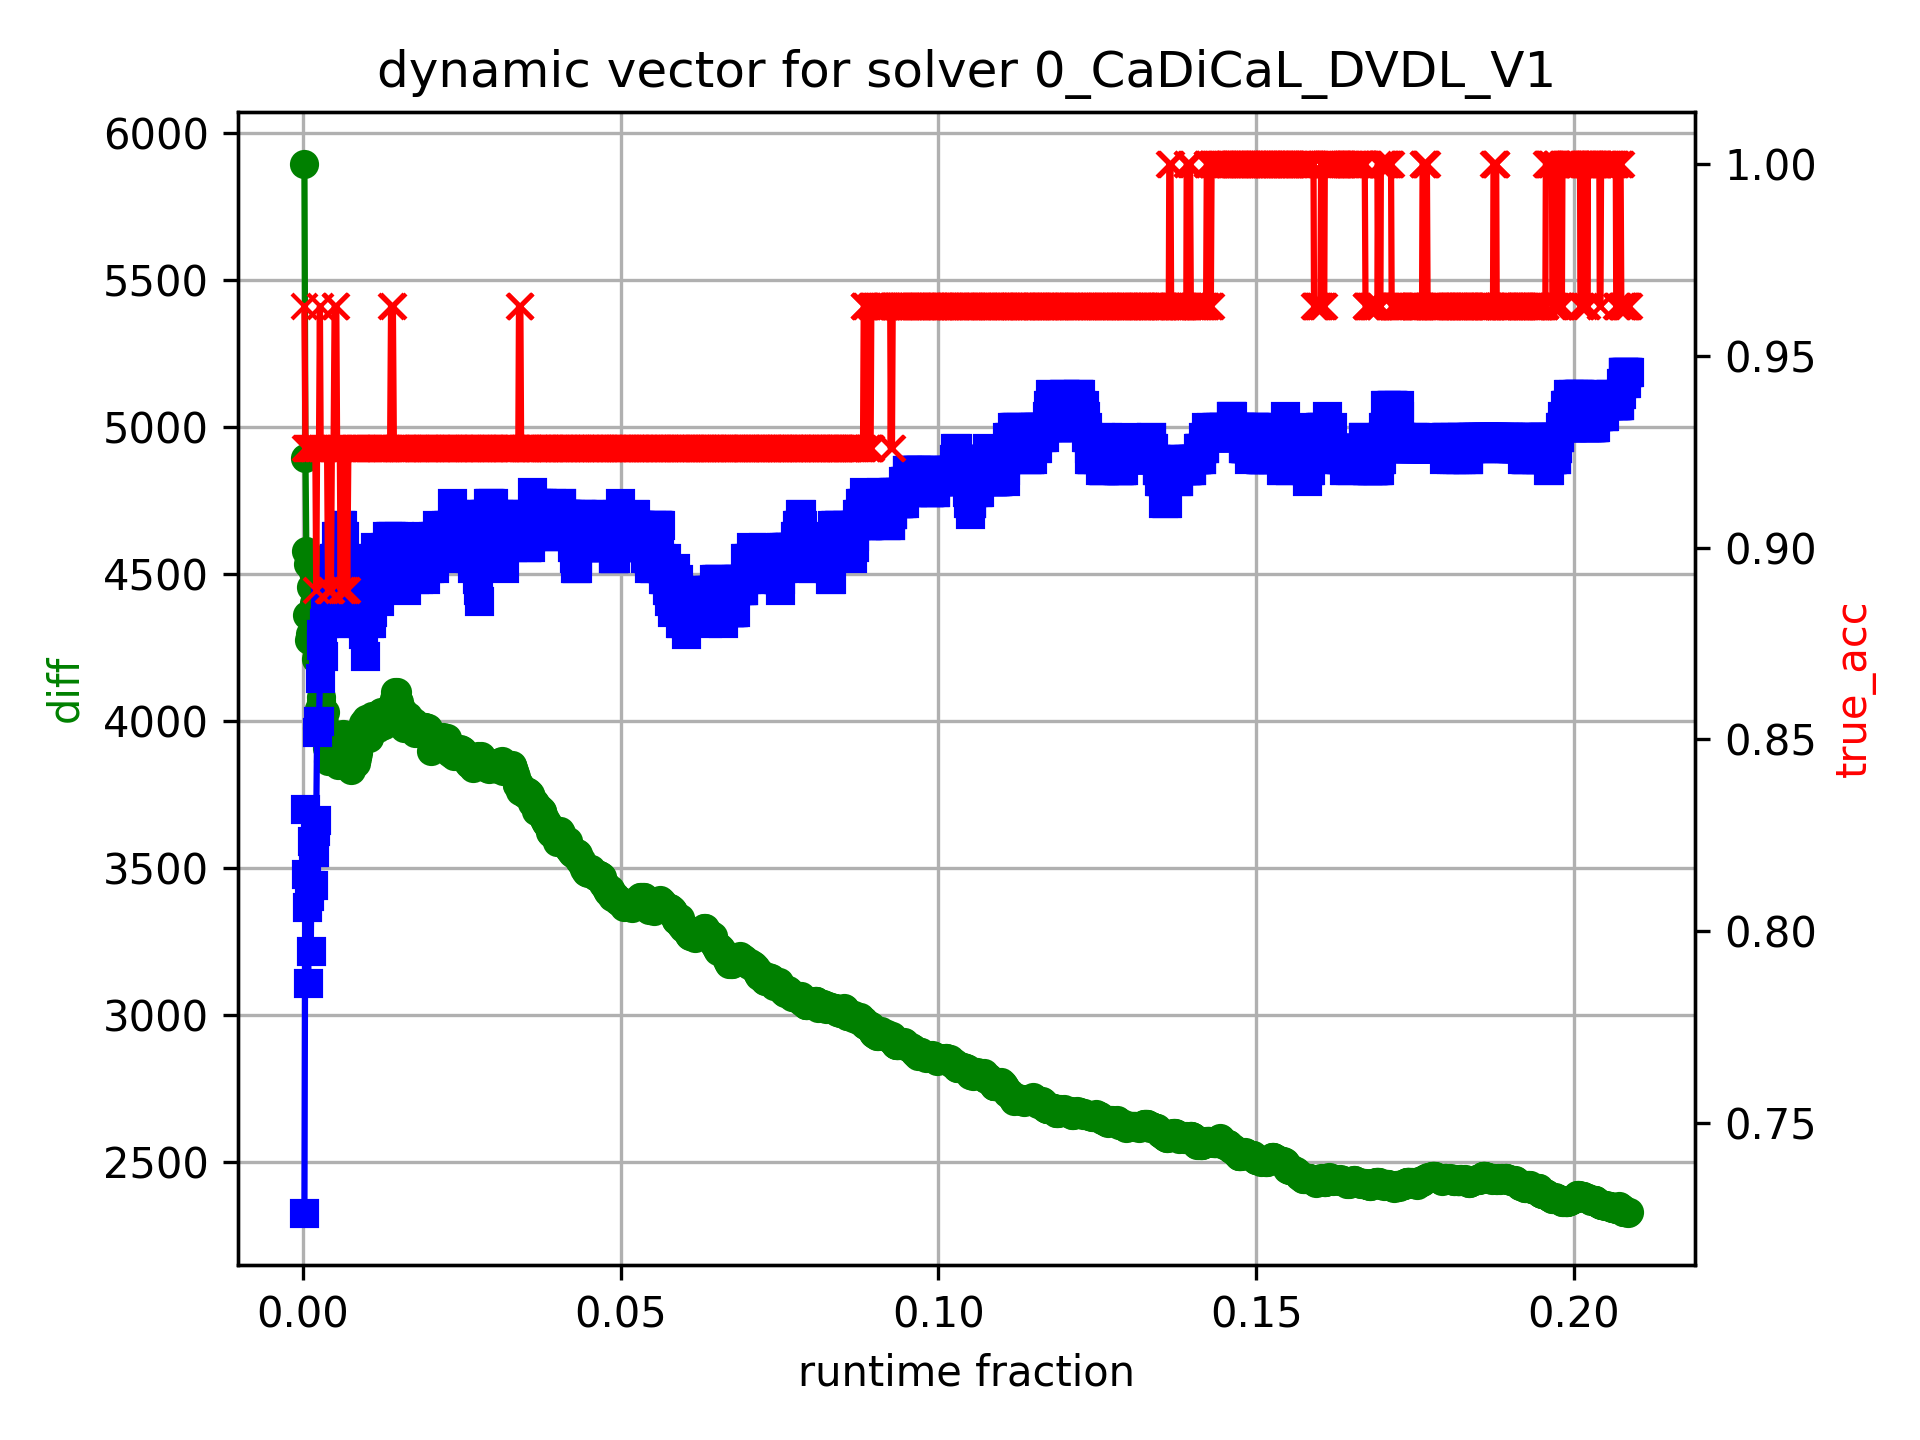 dynamic vector for solver 0_CaDiCaL_DVDL_V1
6000
5500
5000
4500
4000
3500
3000
2500
diff
1.00
0.95
0.90
0.85
0.80
0.75
true_acc
0.00 0.05 0.10 0.15 0.20
runtime fraction